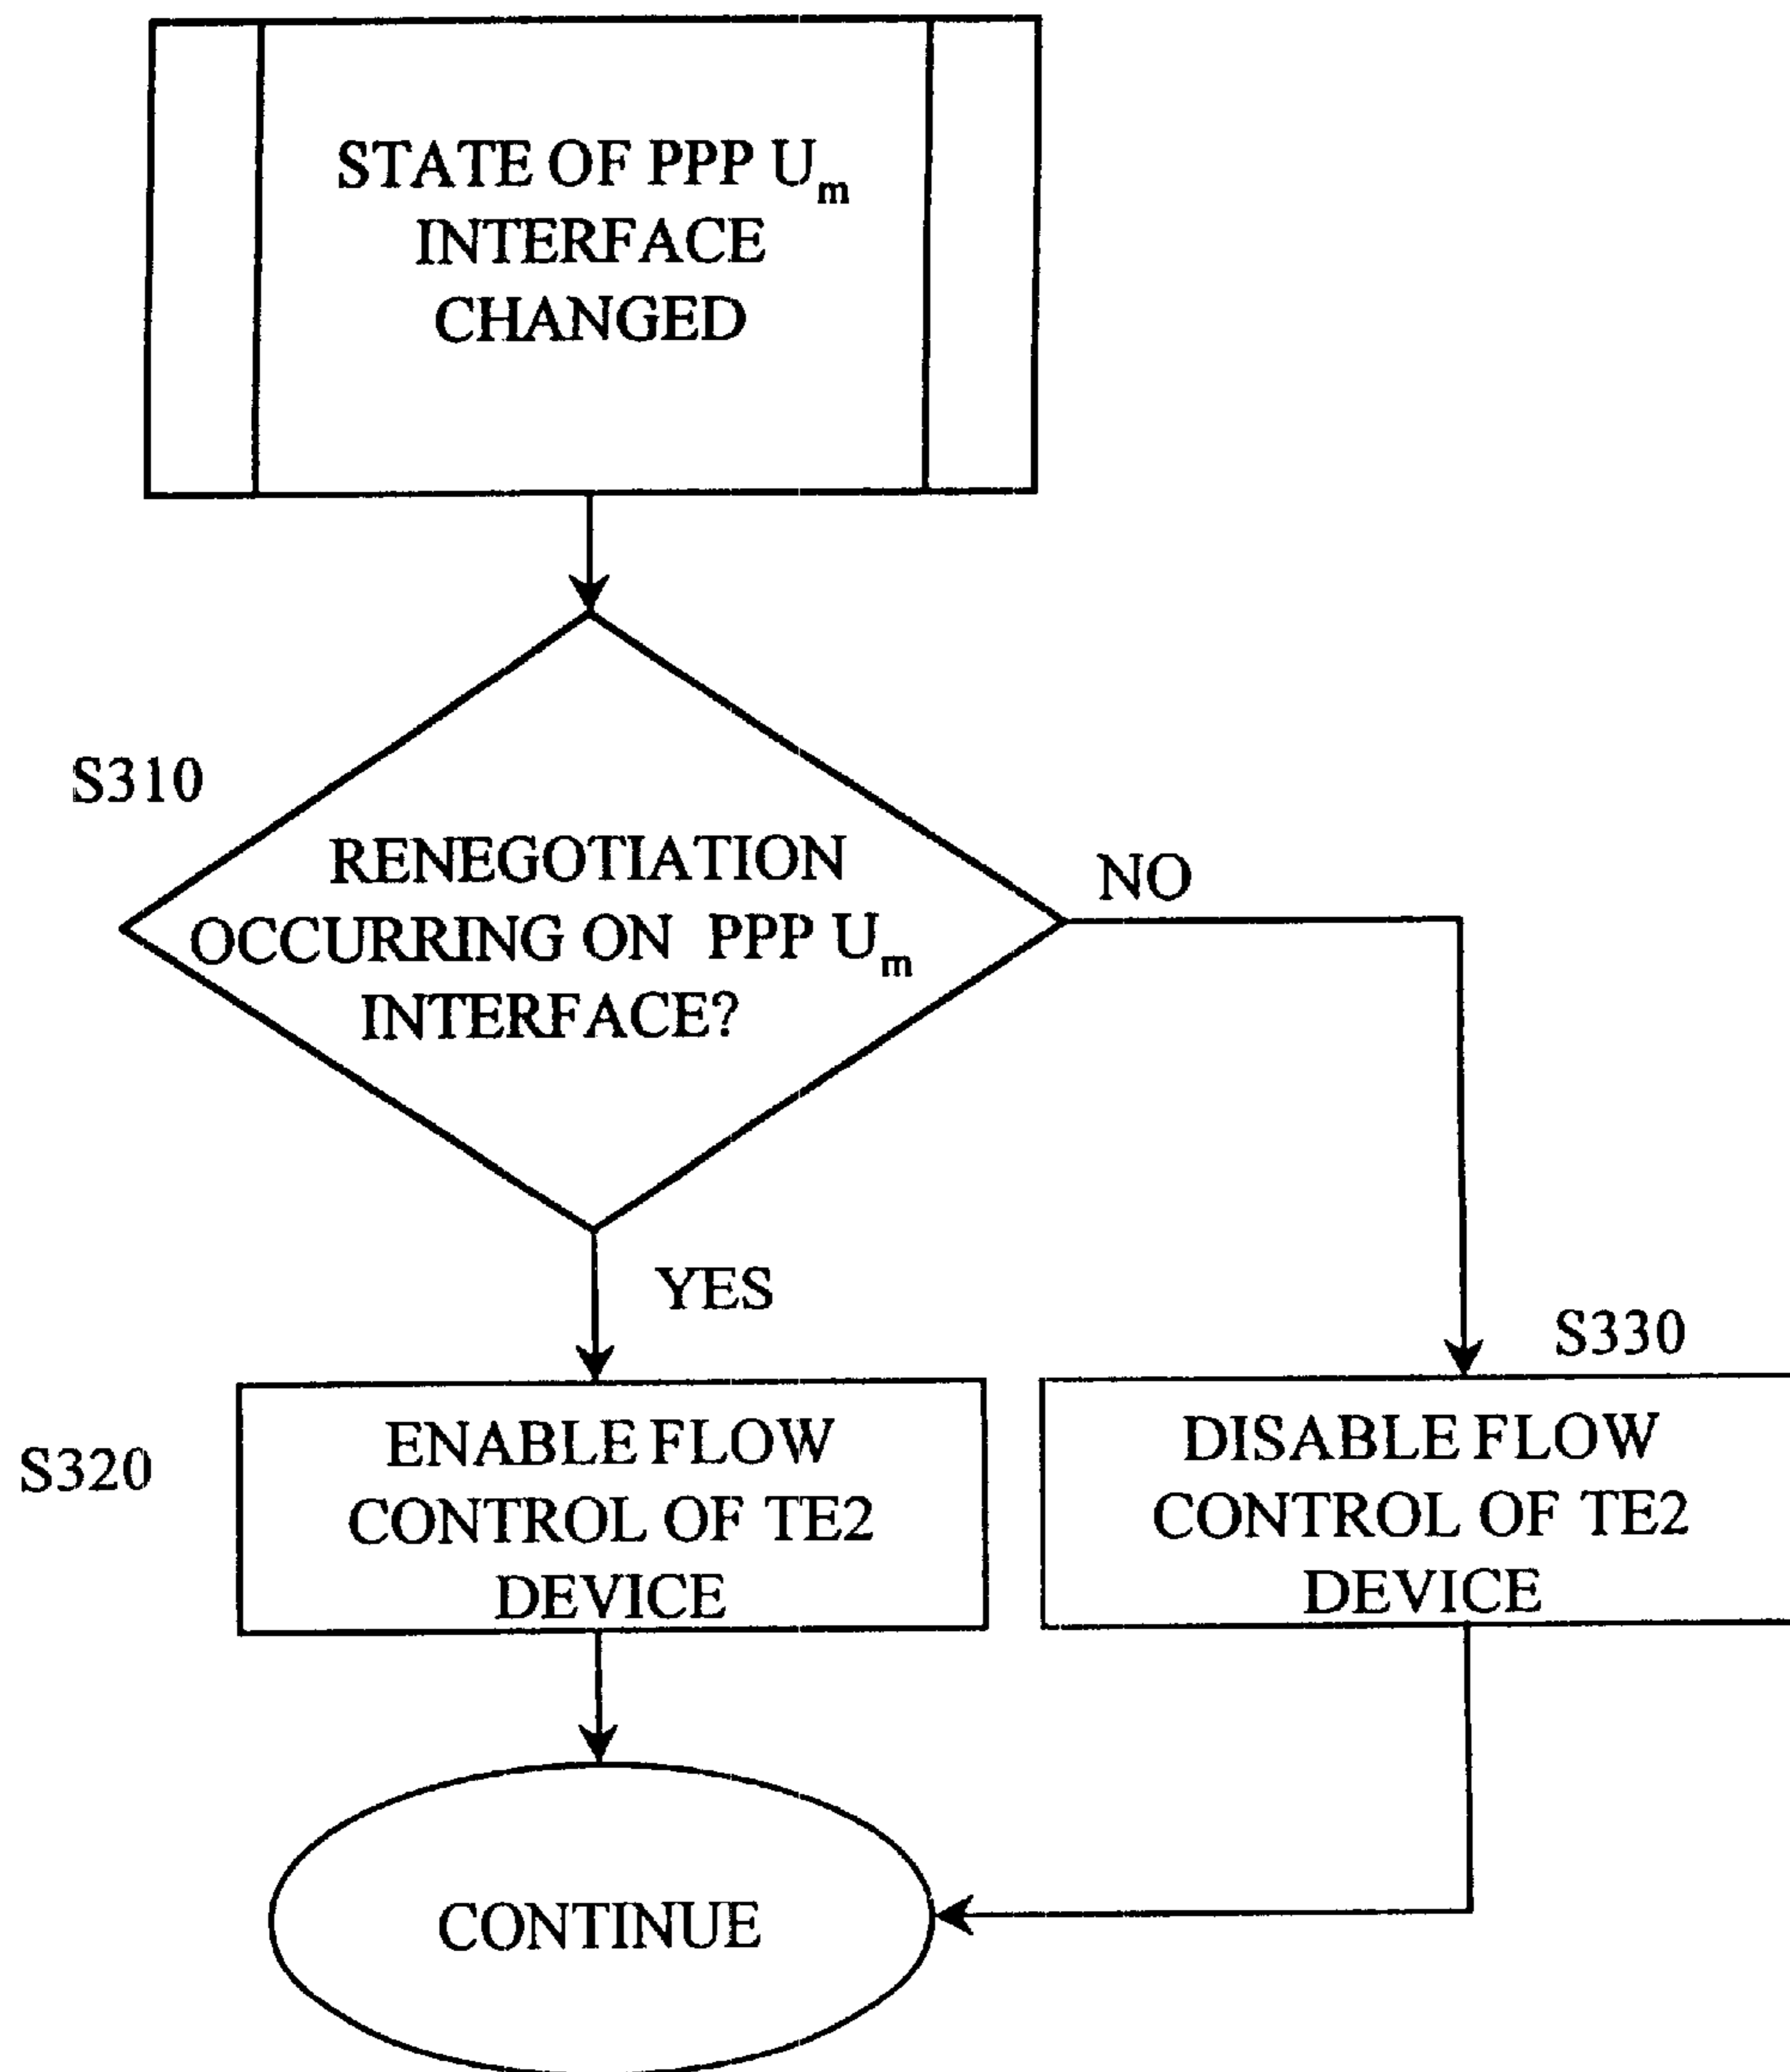 STATE OF PPP Um
INTERFACE
CHANGED
S310
RENEGOTIATION
OCCURRING ON PPP Um
INTERFACE?
NO
YES
S330
S320
ENABLE FLOW
CONTROL OF TE2
DEVICE
DISABLE FLOW
CONTROL OF TE2
DEVICE
CONTINUE